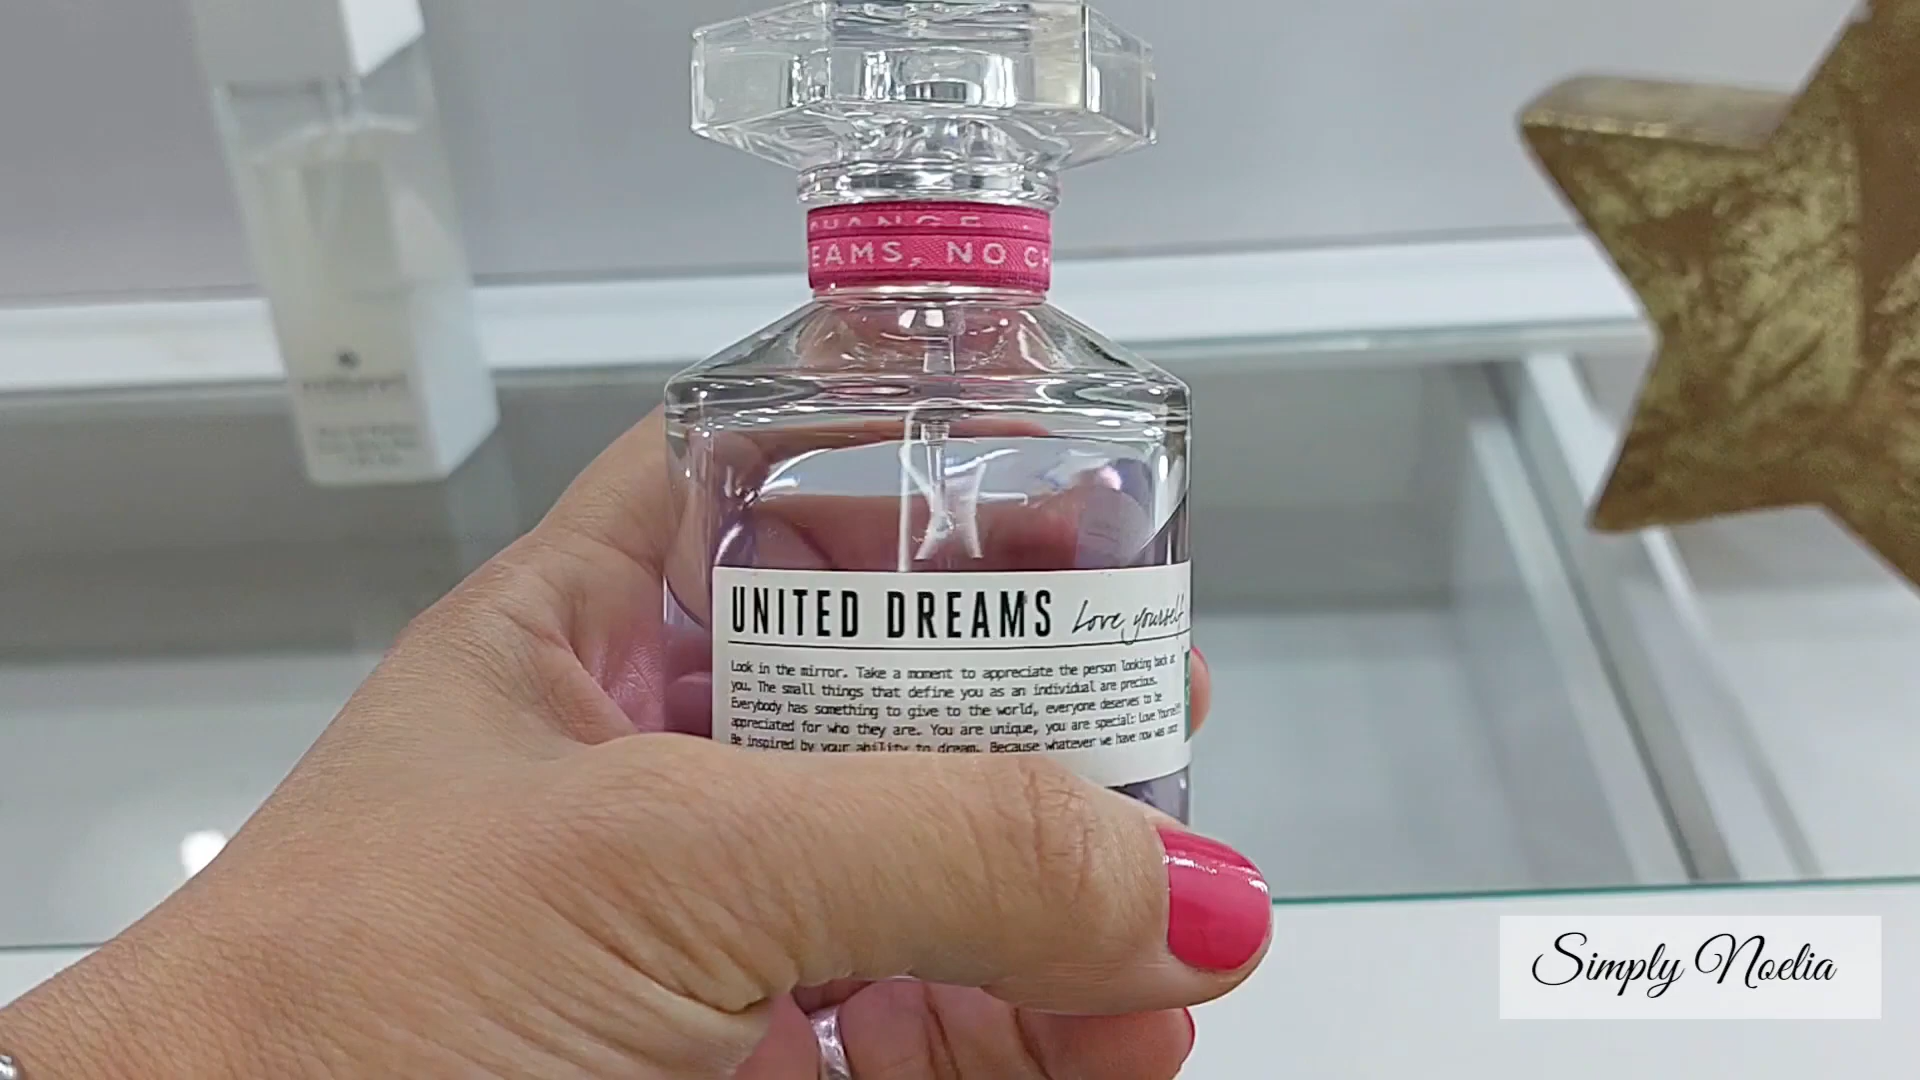 CHANGE
EAMS, NO CH
UNITED DREAMS Love yourself
Look in the mirror. Take a moment to appreciate the person looking back at
you. The small things that define you as an individual are precious.
Everybody has something to give to the world, everyone deserves to be
appreciated for who they are. You are unique, you are special: Love Yourself
Be inspired by your ability to dream. Because whatever we have now was once
Simply Noelia